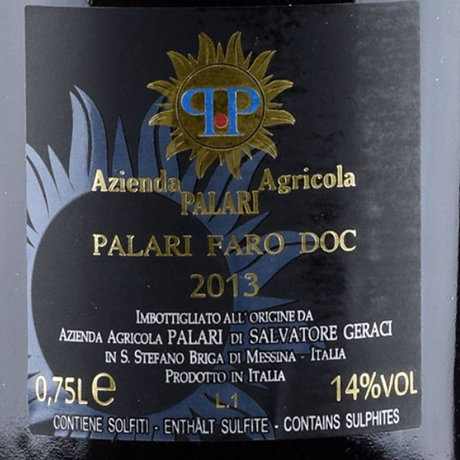 PP
Azienda Agricola
PALARI
PALARI FARO DOC
2013
IMBOTTIGLIATO ALL'ORIGINE DA
AZIENDA AGRICOLA PALARI DI SALVATORE GERACI
IN S. STEFANO BRIGA DI MESSINA - ITALIA
PRODOTTO IN ITALIA
0,75L e L.1 14%VOL
CONTIENE SOLFITI - ENTHÄLT SULFITE - CONTAINS SULPHITES